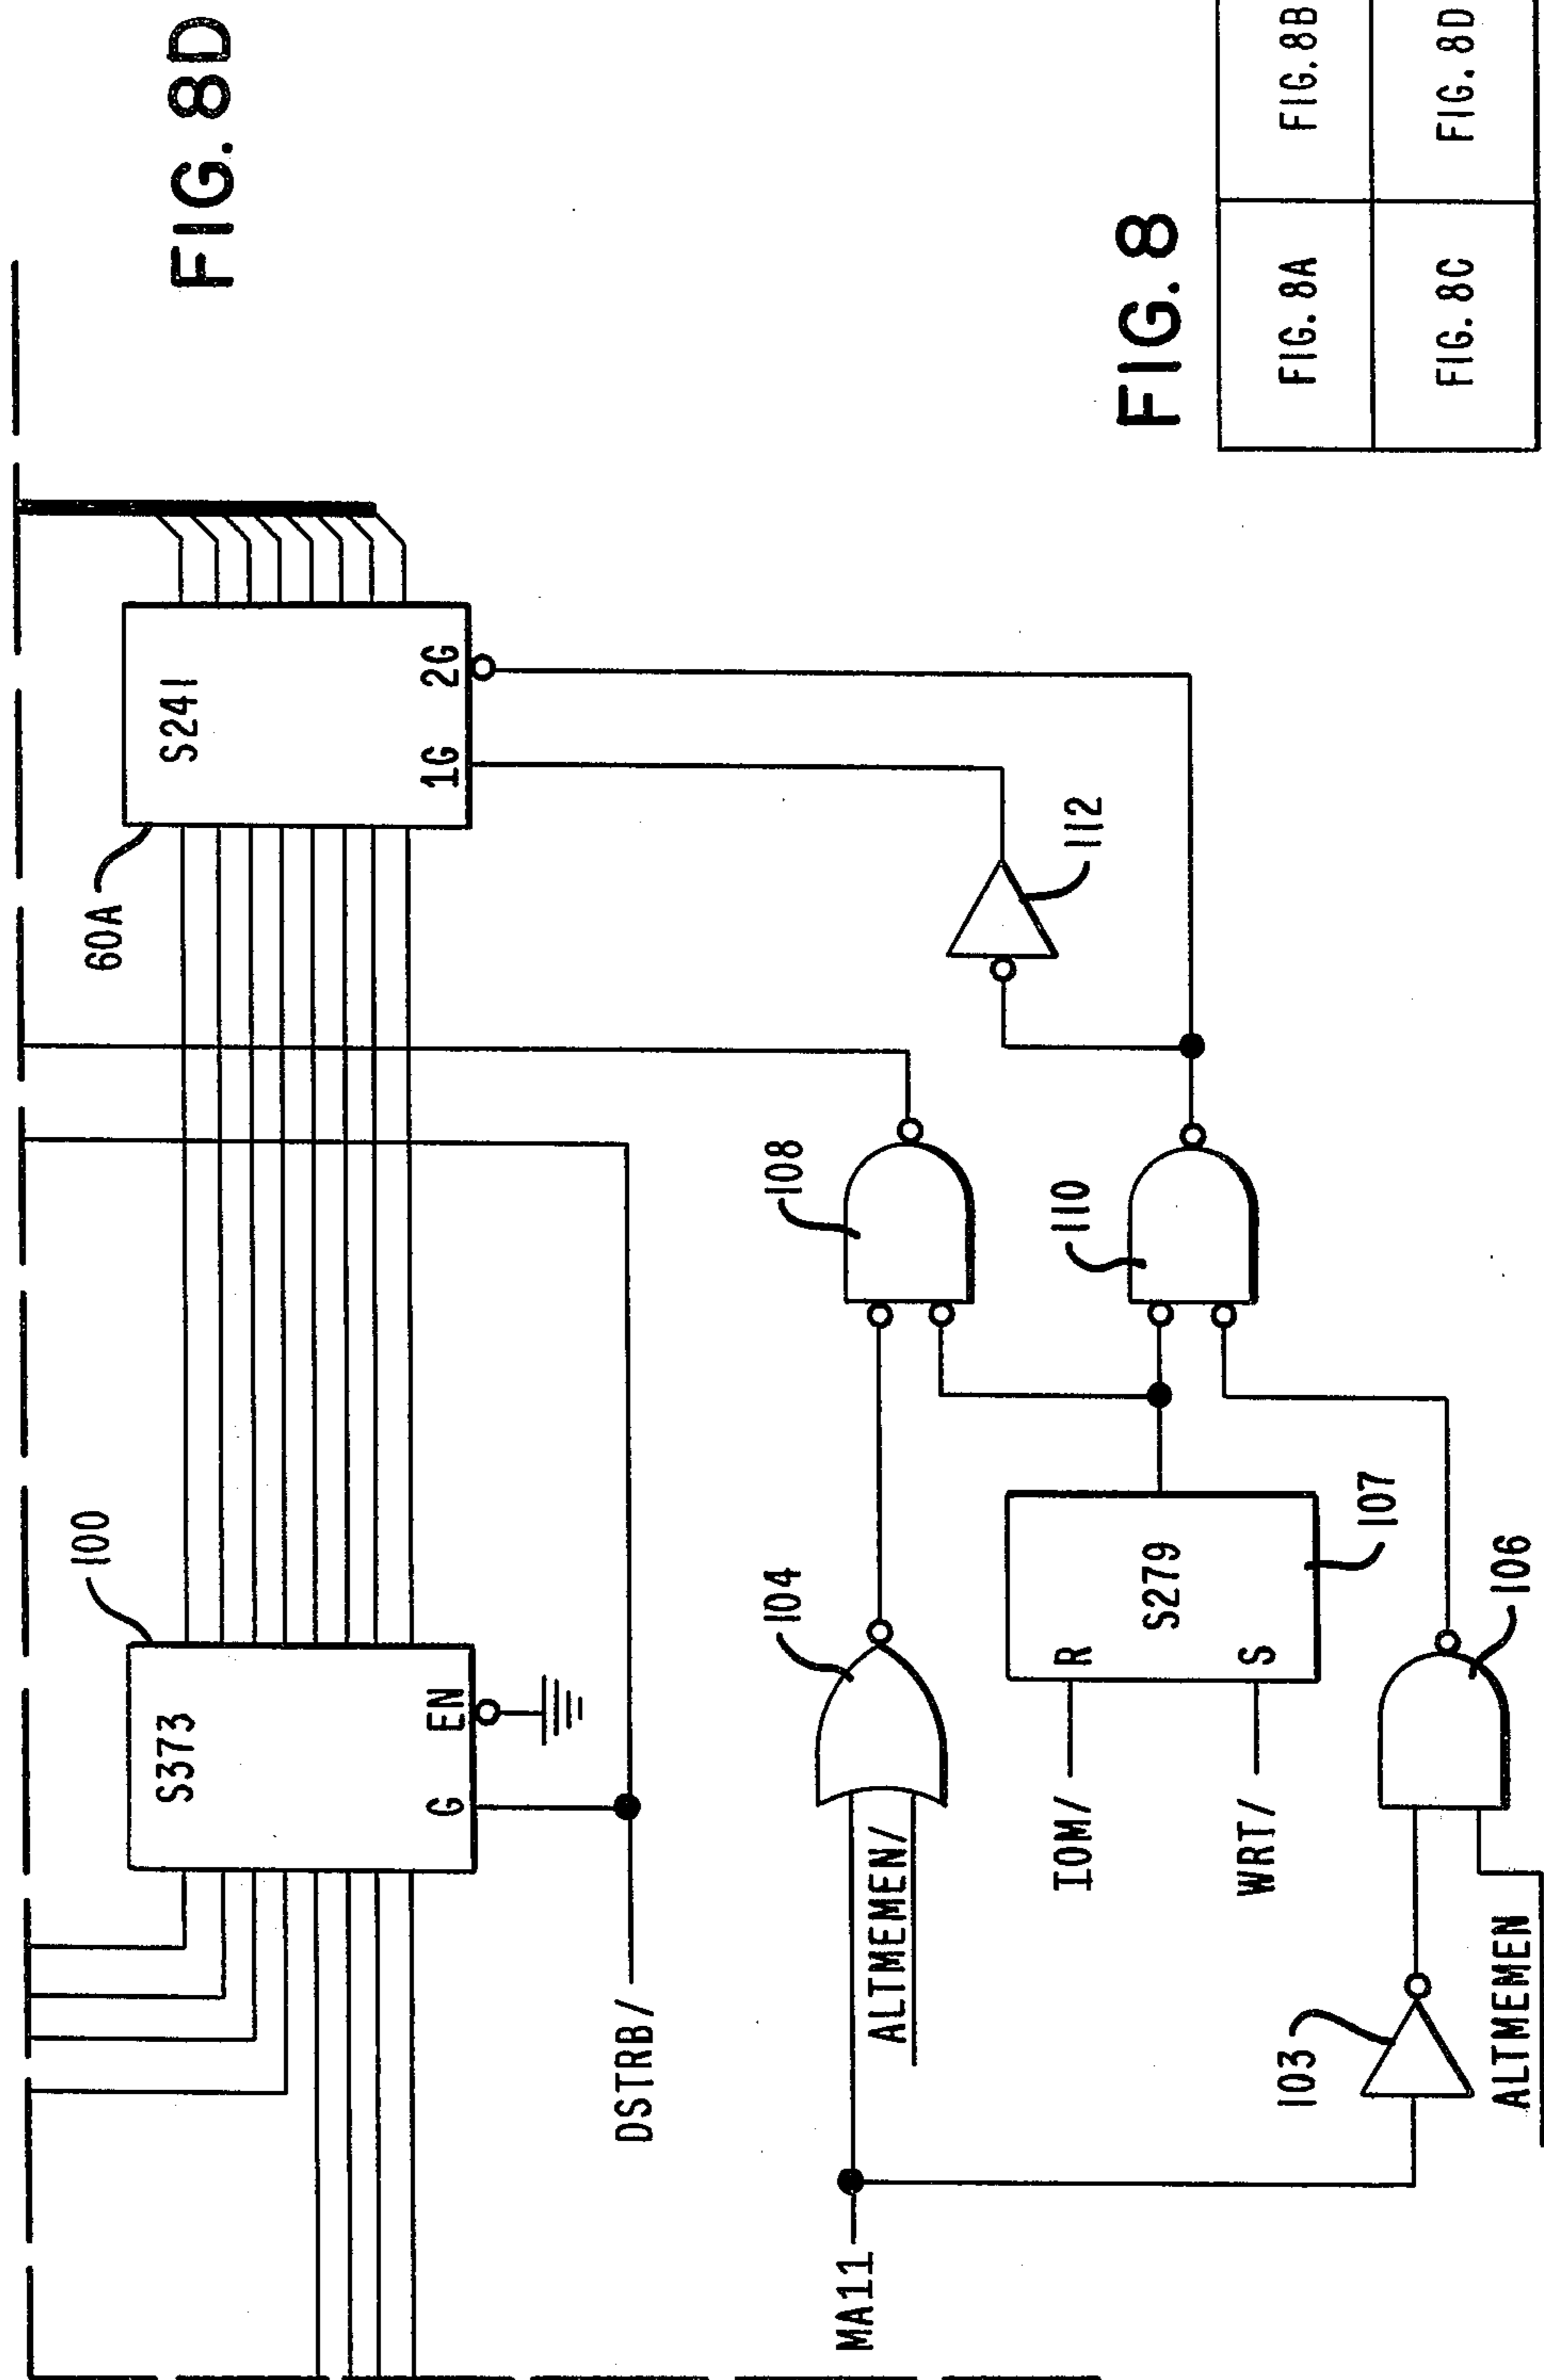 FIG. 8D
100
S373
G
EN
60A
S241
1G
2G
DSTRB/
MA11
ALTMEMEN/
104
108
IOM/
R
S279
WRT/
S
107
110
112
103
ALTMEMEN
106
FIG. 8
FIG. 8A
FIG. 8B
FIG. 8C
FIG. 8D